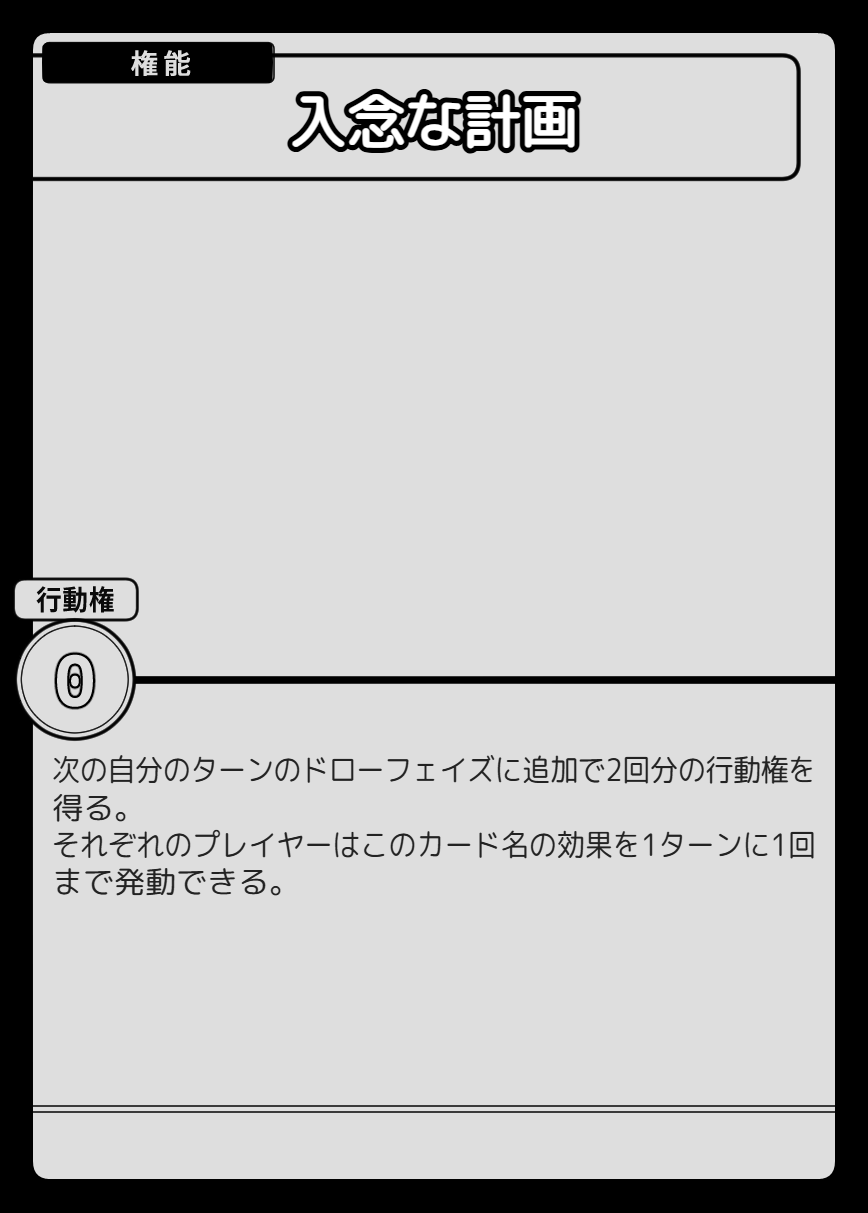 権能
入念な計画
行動権
0
次の自分のターンのドローフェイズに追加で2回分の行動権を
得る。
それぞれのプレイヤーはこのカード名の効果を1ターンに1回
まで発動できる。